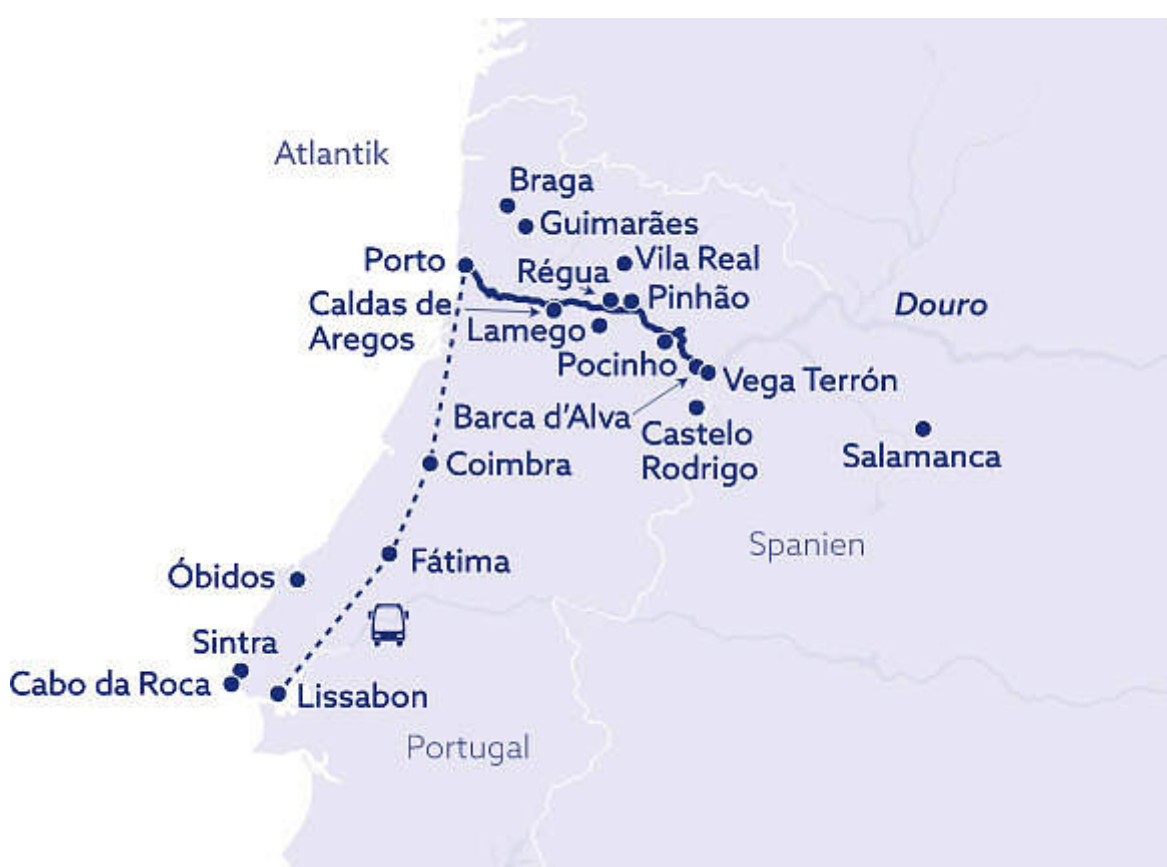 Atlantik
Braga
Guimarães
Porto
Vila Real
Régua
Pinhão
Caldas de
Aregos
Douro
Lamego
Pocinho
Vega Terrón
Barca d'Alva
Castelo
Rodrigo
Salamanca
Coimbra
Spanien
Fátima
Óbidos
Sintra
Cabo da Roca
Lissabon
Portugal